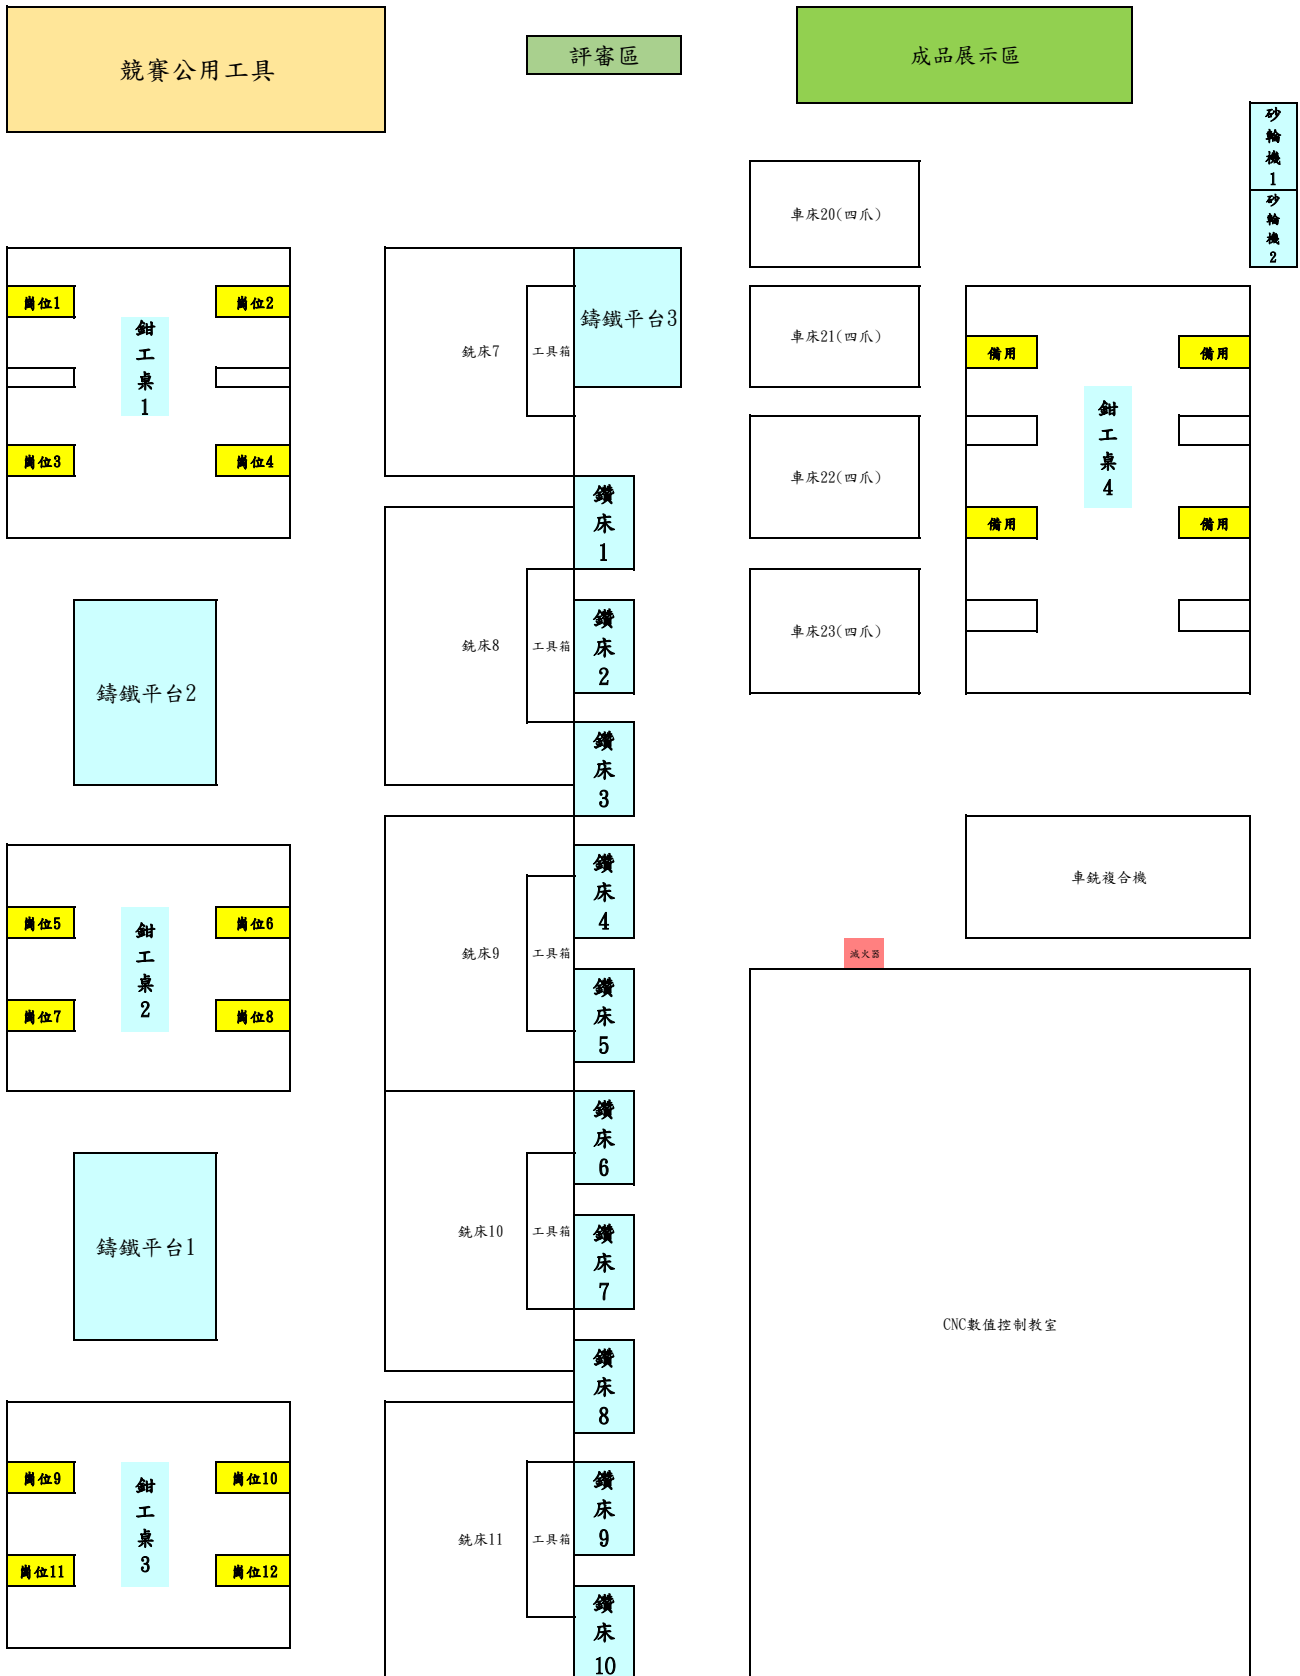 競賽公用工具
評審區
成品展示區
砂輪機1
砂輪機2
車床20(四爪)
車床21(四爪)
車床22(四爪)
車床23(四爪)
崗位1
崗位2
鉗工桌1
崗位3
崗位4
銑床7
工具箱
鑄鐵平台3
備用
備用
鉗工桌4
備用
備用
鑽床1
鑄鐵平台2
銑床8
工具箱
鑽床2
鑽床3
車銑複合機
崗位5
崗位6
鉗工桌2
崗位7
崗位8
銑床9
工具箱
鑽床4
鑽床5
滅火器
鑄鐵平台1
銑床10
工具箱
鑽床6
鑽床7
鑽床8
CNC數值控制教室
崗位9
崗位10
鉗工桌3
崗位11
崗位12
銑床11
工具箱
鑽床9
鑽床10